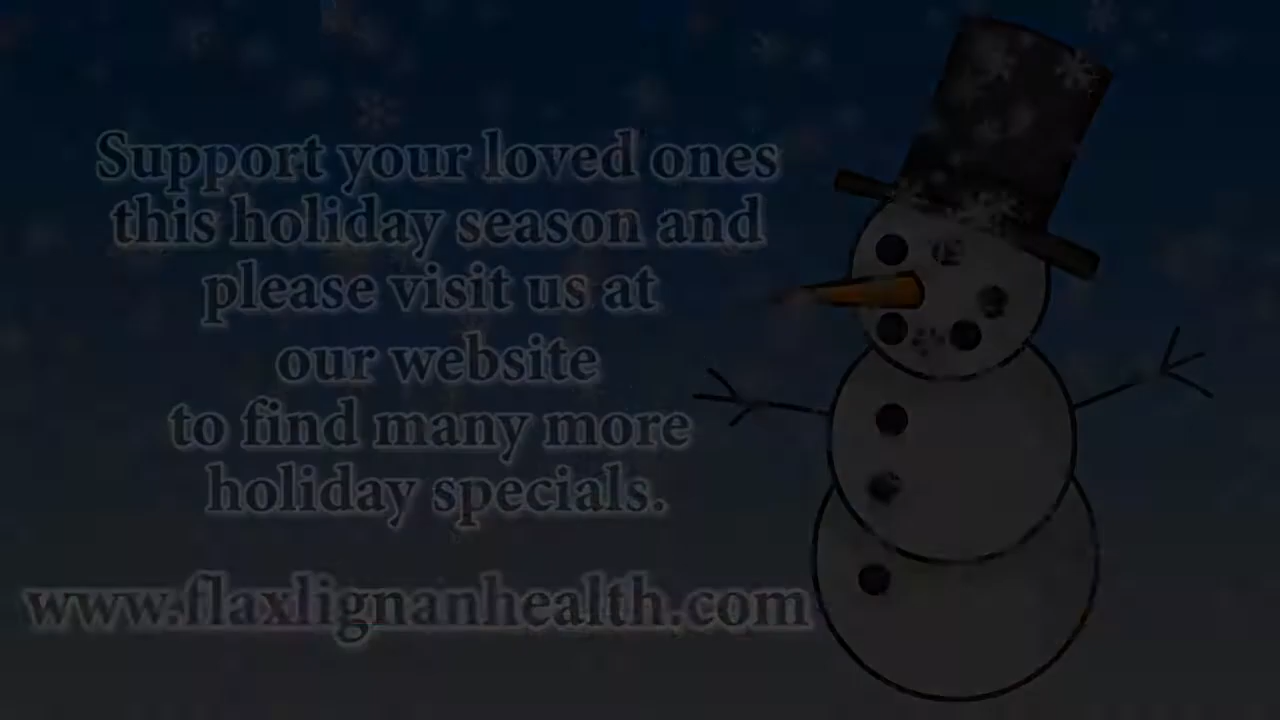 Support your loved ones
this holiday season and
please visit us at
our website
to find many more
holiday specials.
www.flaxlignanhealth.com